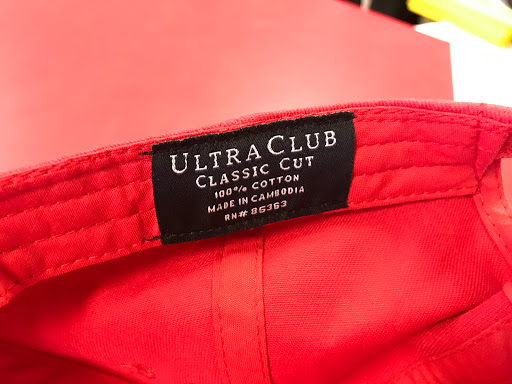 ULTRACLUB
CLASSIC CUT
100% COTTON
MADE IN CAMBODIA
RN# 85363